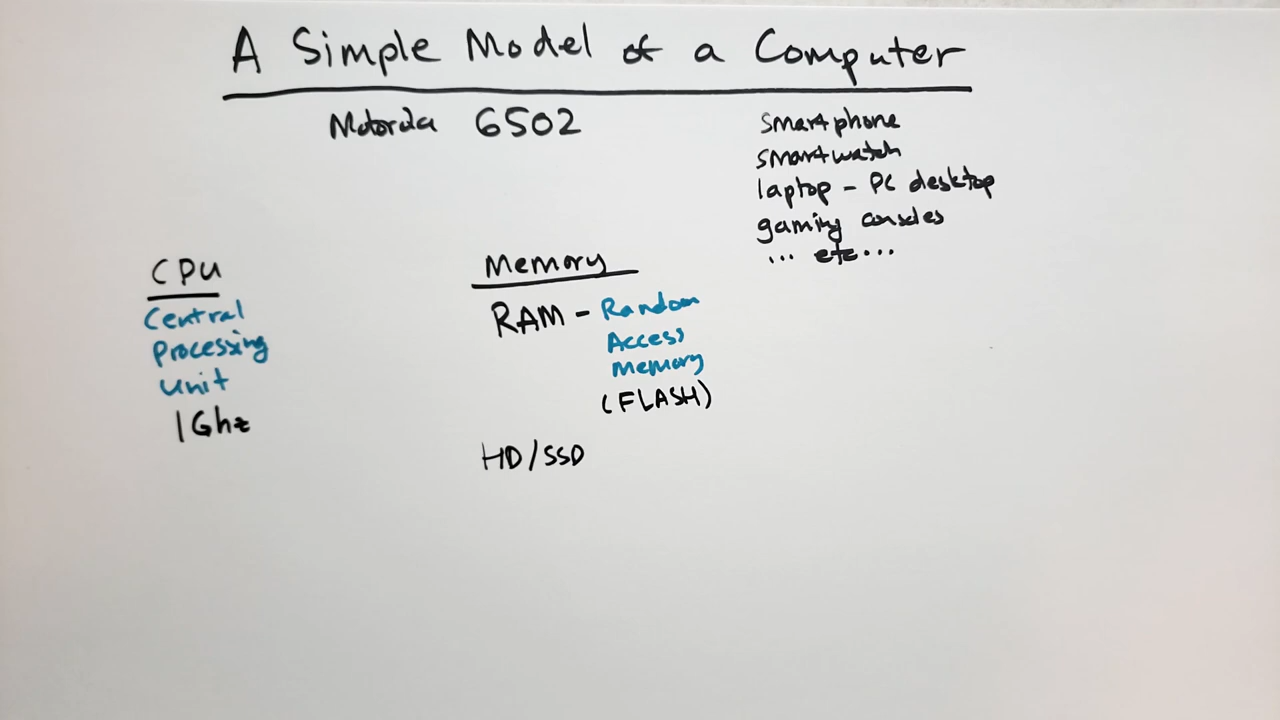 A Simple Model of a Computer
Motorola 6502
smartphone
smartwatch
laptop - PC desktop
gaming consoles
... etc...
CPU
Central
Processing
Unit
1Ghz
Memory
RAM - Random
Access
Memory
(FLASH)
HD/SSD